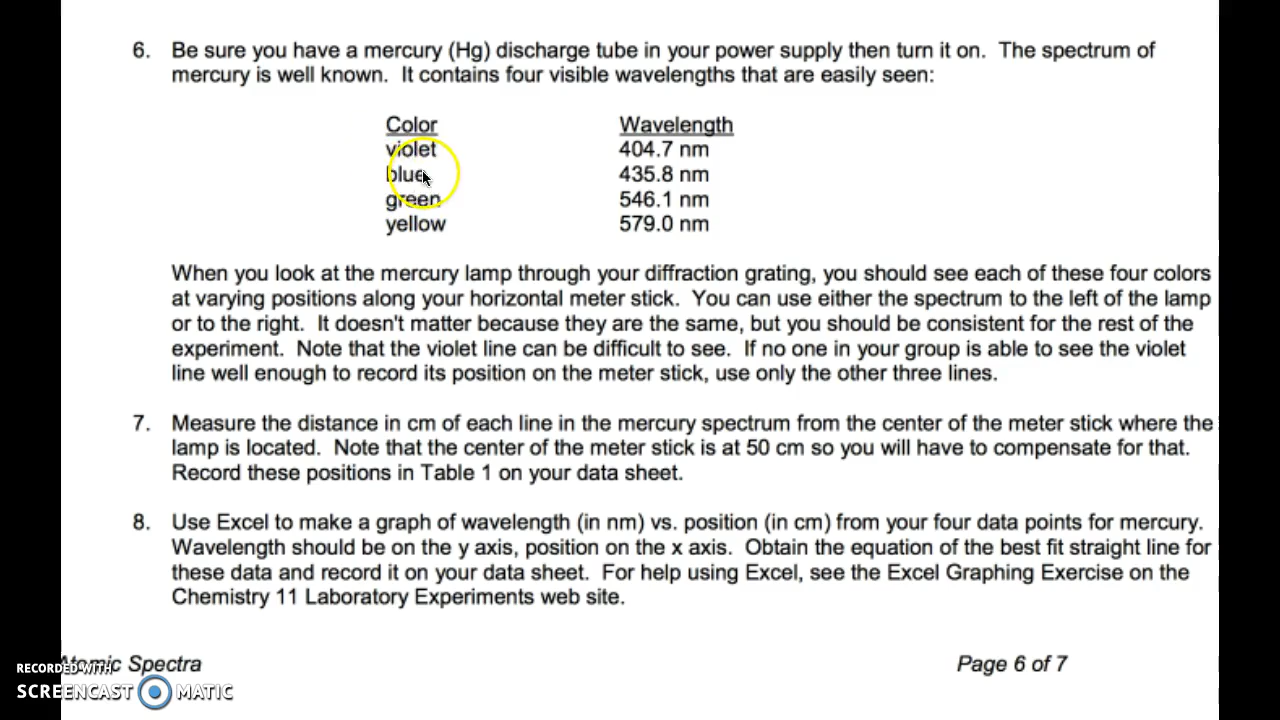 6. Be sure you have a mercury (Hg) discharge tube in your power supply then turn it on. The spectrum of
mercury is well known. It contains four visible wavelengths that are easily seen:
Color Wavelength
violet 404.7 nm
blue 435.8 nm
green 546.1 nm
yellow 579.0 nm
When you look at the mercury lamp through your diffraction grating, you should see each of these four colors
at varying positions along your horizontal meter stick. You can use either the spectrum to the left of the lamp
or to the right. It doesn't matter because they are the same, but you should be consistent for the rest of the
experiment. Note that the violet line can be difficult to see. If no one in your group is able to see the violet
line well enough to record its position on the meter stick, use only the other three lines.
7. Measure the distance in cm of each line in the mercury spectrum from the center of the meter stick where the
lamp is located. Note that the center of the meter stick is at 50 cm so you will have to compensate for that.
Record these positions in Table 1 on your data sheet.
8. Use Excel to make a graph of wavelength (in nm) vs. position (in cm) from your four data points for mercury.
Wavelength should be on the y axis, position on the x axis. Obtain the equation of the best fit straight line for
these data and record it on your data sheet. For help using Excel, see the Excel Graphing Exercise on the
Chemistry 11 Laboratory Experiments web site.
Atomic Spectra Page 6 of 7
RECORDED WITH
SCREENCAST MATIC